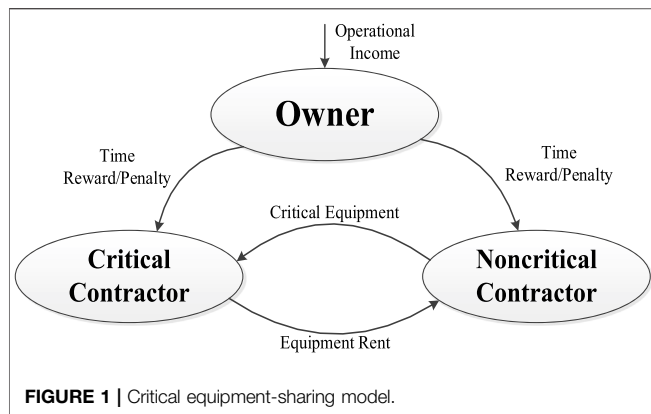 Operational
Income
Owner
Time
Reward/Penalty
Time
Reward/Penalty
Critical Equipment
Critical
Contractor
Noncritical
Contractor
Equipment Rent
FIGURE 1 | Critical equipment-sharing model.